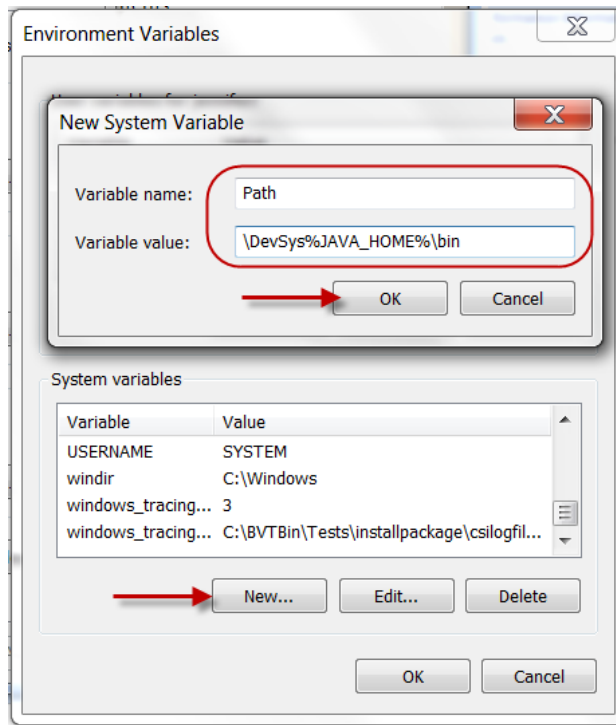 Environment Variables
New System Variable
Variable name:
Path
Variable value:
\DevSys%JAVA_HOME%\bin
OK
Cancel
System variables
Variable Value
USERNAME SYSTEM
windir C:\Windows
windows_tracing... 3
windows_tracing... C:\BVTBin\Tests\installpackage\csilogfil...
New...
Edit...
Delete
OK
Cancel